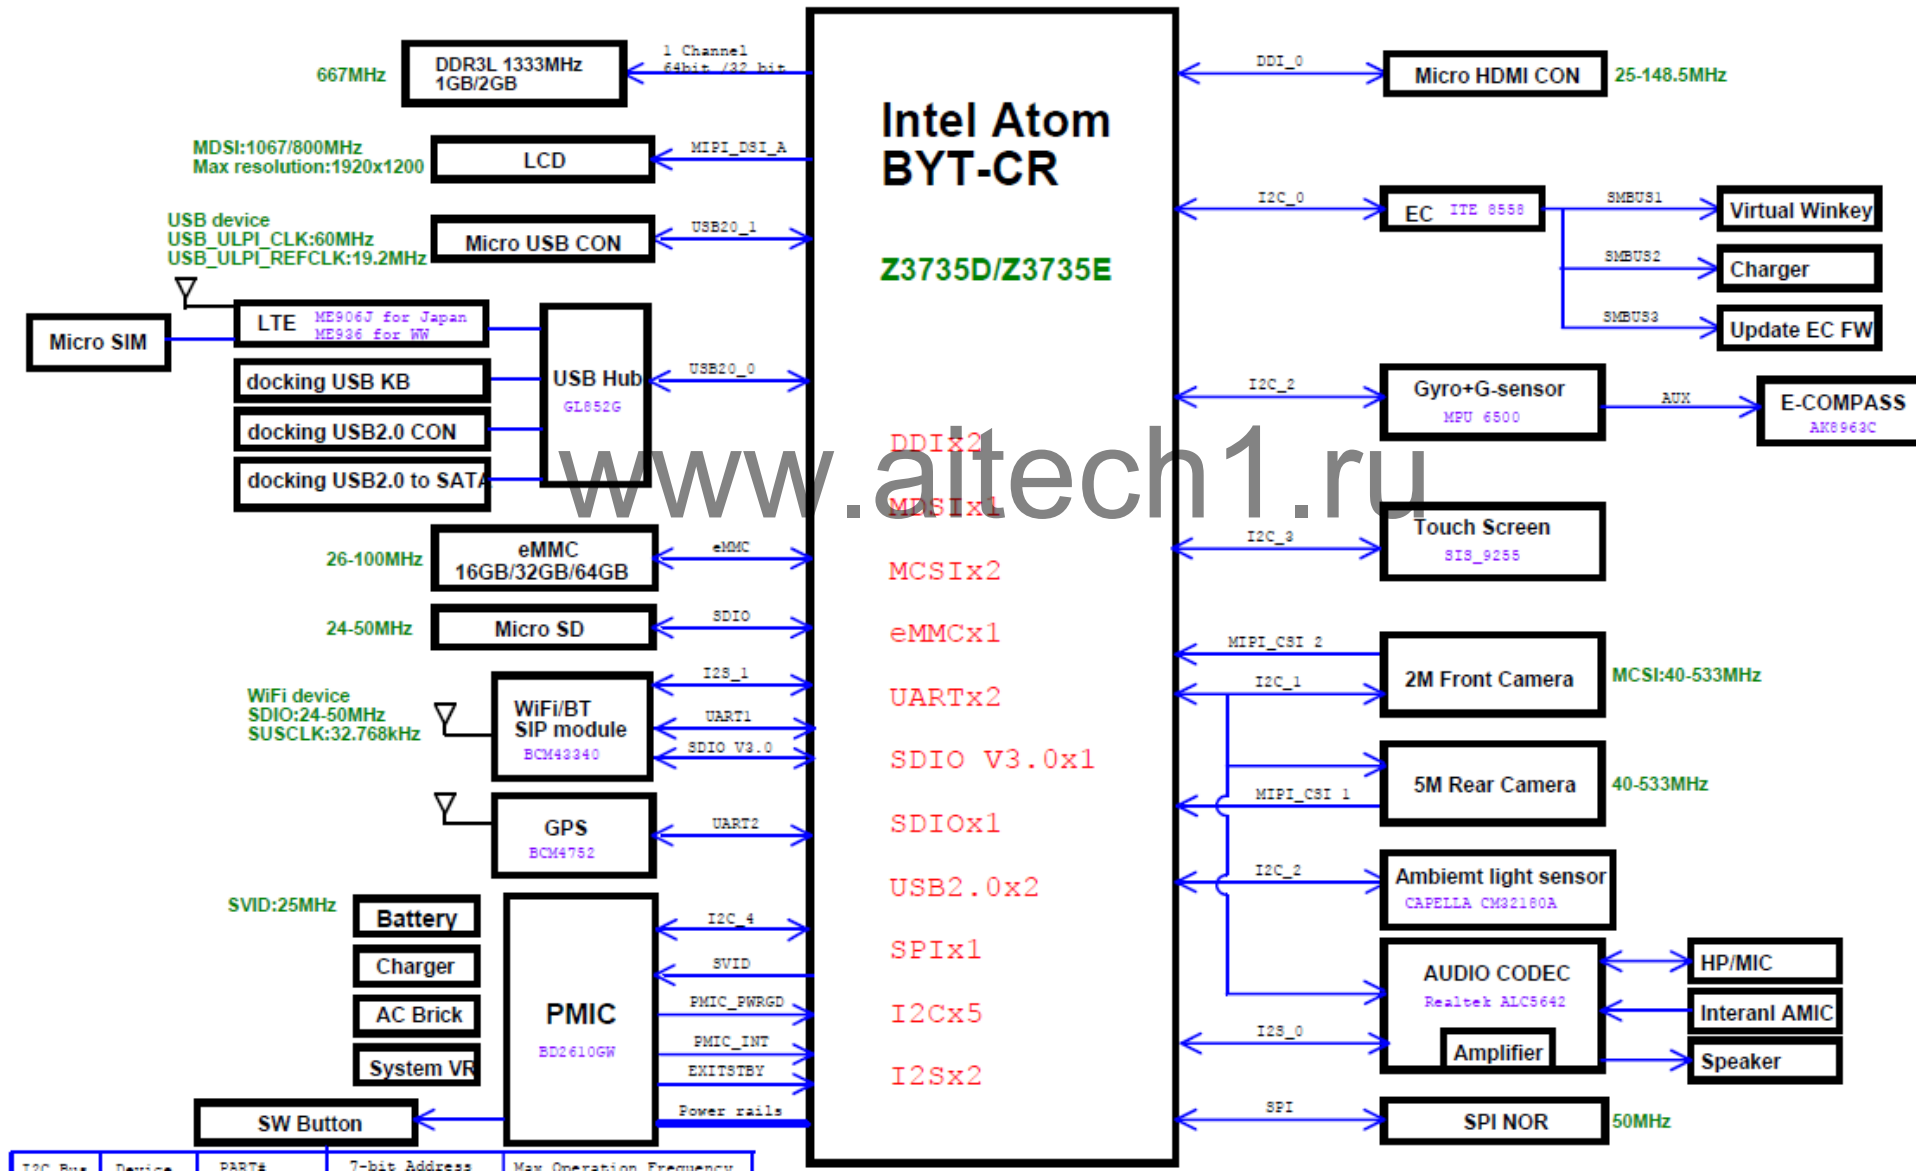 667MHz
DDR3L 1333MHz
1GB/2GB
1 Channel
64bit /32 bit
MDSI:1067/800MHz
Max resolution:1920x1200
LCD
MIPI_DSI_A
USB device
USB_ULPI_CLK:60MHz
USB_ULPI_REFCLK:19.2MHz
Micro USB CON
USB20_1
Micro SIM
LTE
ME906J for Japan
ME936 for WW
docking USB KB
docking USB2.0 CON
docking USB2.0 to SATA
USB Hub
GL852G
USB20_0
26-100MHz
eMMC
16GB/32GB/64GB
eMMC
24-50MHz
Micro SD
SDIO
WiFi device
SDIO:24-50MHz
SUSCLK:32.768kHz
WiFi/BT
SIP module
BCM43340
I2S_1
UART1
SDIO V3.0
GPS
BCM4752
UART2
SVID:25MHz
Battery
Charger
AC Brick
System VR
PMIC
BD2610GW
I2C_4
SVID
PMIC_PWRGD
PMIC_INT
EXITSTBY
Power rails
SW Button
I2C Bus
Device
PART#
7-bit Address
Max Operation Frequency
Intel Atom
BYT-CR
Z3735D/Z3735E
DDIx2
MDSIx1
MCSIx2
eMMCx1
UARTx2
SDIO V3.0x1
SDIOx1
USB2.0x2
SPIx1
I2Cx5
I2Sx2
www.aitech1.ru
DDI_0
Micro HDMI CON
25-148.5MHz
I2C_0
EC
ITE 8558
SMBUS1
Virtual Winkey
SMBUS2
Charger
SMBUS3
Update EC FW
I2C_2
Gyro+G-sensor
MPU 6500
AUX
E-COMPASS
AK8963C
I2C_3
Touch Screen
SIS_9255
MIPI_CSI 2
I2C_1
2M Front Camera
MCSI:40-533MHz
5M Rear Camera
40-533MHz
MIPI_CSI 1
I2C_2
Ambiemt light sensor
CAPELLA CM32180A
AUDIO CODEC
Realtek ALC5642
Amplifier
I2S_0
HP/MIC
Interanl AMIC
Speaker
SPI
SPI NOR
50MHz